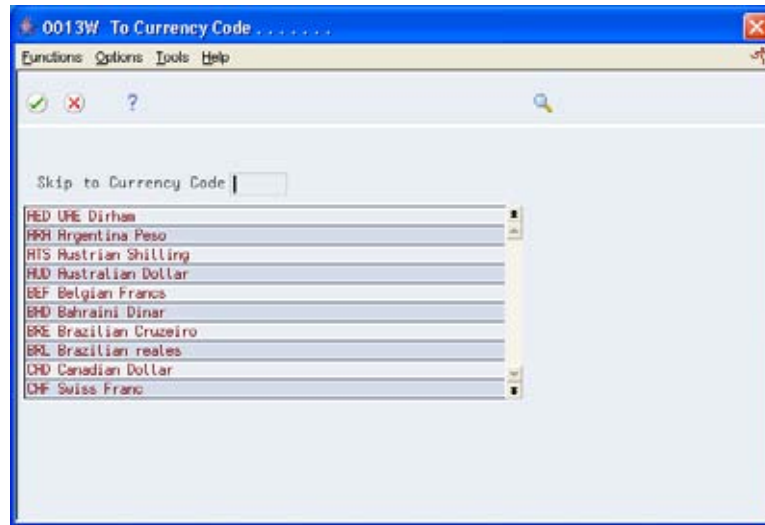 0013W To Currency Code . . . . . . .
Functions Options Tools Help
?
Skip to Currency Code
AED UAE Dirham
ARA Argentina Peso
ATS Austrian Shilling
AUD Australian Dollar
BEF Belgian Francs
BHD Bahraini Dinar
BRE Brazilian Cruzeiro
BRL Brazilian reales
CAD Canadian Dollar
CHF Swiss Franc